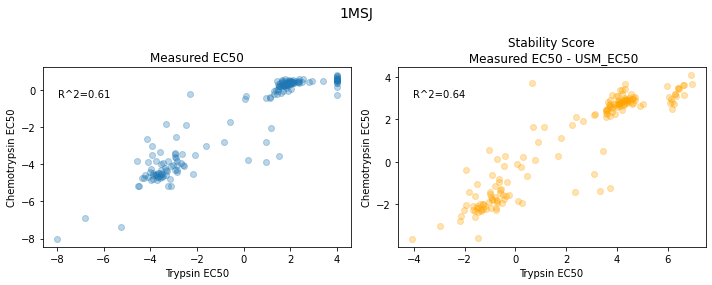 1MSJ
Measured EC50
R^2=0.61
0
−2
−4
−6
−8
Chemotrypsin EC50
−8 −6 −4 −2 0 2 4
Trypsin EC50
Stability Score
Measured EC50 - USM_EC50
R^2=0.64
4
2
0
−2
Chemotrypsin EC50
−4 −2 0 2 4 6
Trypsin EC50